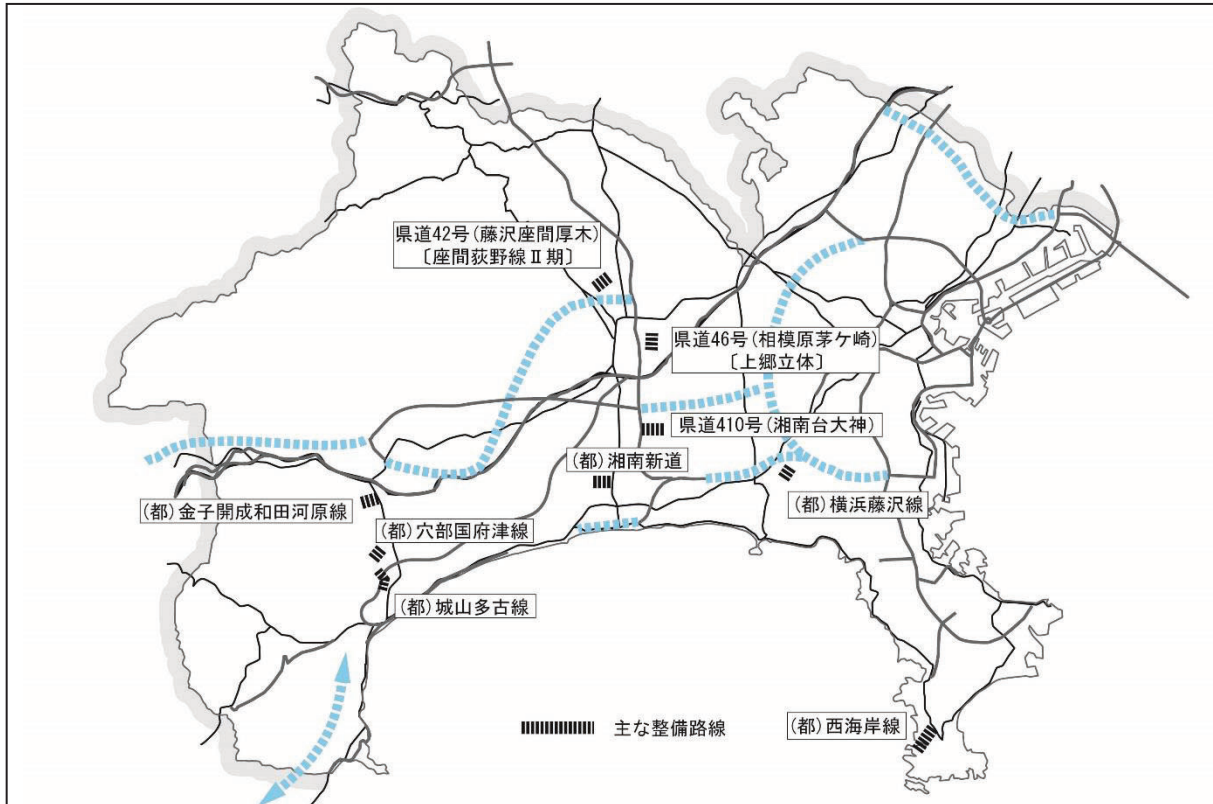 県道42号(藤沢座間厚木)
〔座間荻野線Ⅱ期〕
県道46号(相模原茅ケ崎)
〔上郷立体〕
県道410号(湘南台大神)
(都)湘南新道
(都)金子開成和田河原線
(都)穴部国府津線
(都)横浜藤沢線
(都)城山多古線
主な整備路線
(都)西海岸線